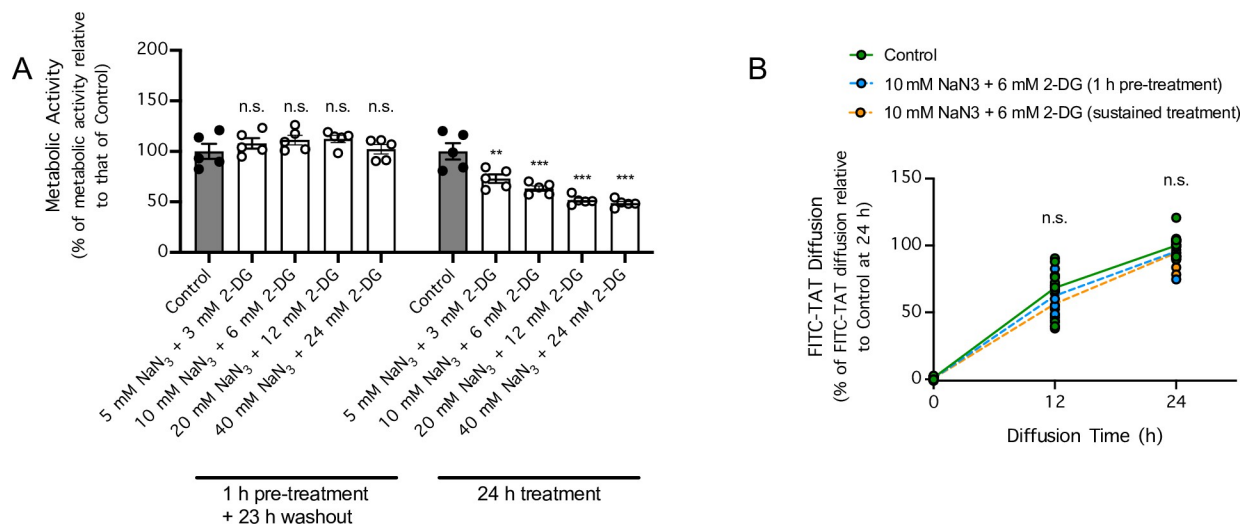 A
Metabolic Activity
(% of metabolic activity relative
to that of Control)
200
150
100
50
0
n.s.
n.s.
n.s.
n.s.
**
***
***
***
Control
5 mM NaN₃ + 3 mM 2-DG
10 mM NaN₃ + 6 mM 2-DG
20 mM NaN₃ + 12 mM 2-DG
40 mM NaN₃ + 24 mM 2-DG
Control
5 mM NaN₃ + 3 mM 2-DG
10 mM NaN₃ + 6 mM 2-DG
20 mM NaN₃ + 12 mM 2-DG
40 mM NaN₃ + 24 mM 2-DG
1 h pre-treatment
+ 23 h washout
24 h treatment
B
Control
10 mM NaN3 + 6 mM 2-DG (1 h pre-treatment)
10 mM NaN3 + 6 mM 2-DG (sustained treatment)
FITC-TAT Diffusion
(% of FITC-TAT diffusion relative
to Control at 24 h)
150
100
50
0
n.s.
n.s.
0
12
24
Diffusion Time (h)